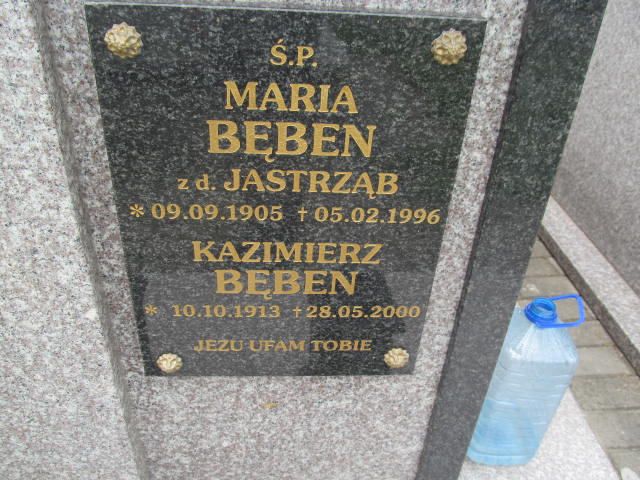 Ś.P.
MARIA
BĘBEN
z d. JASTRZĄB
* 09.09.1905 † 05.02.1996
KAZIMIERZ
BĘBEN
* 10.10.1913 † 28.05.2000
JEZU UFAM TOBIE